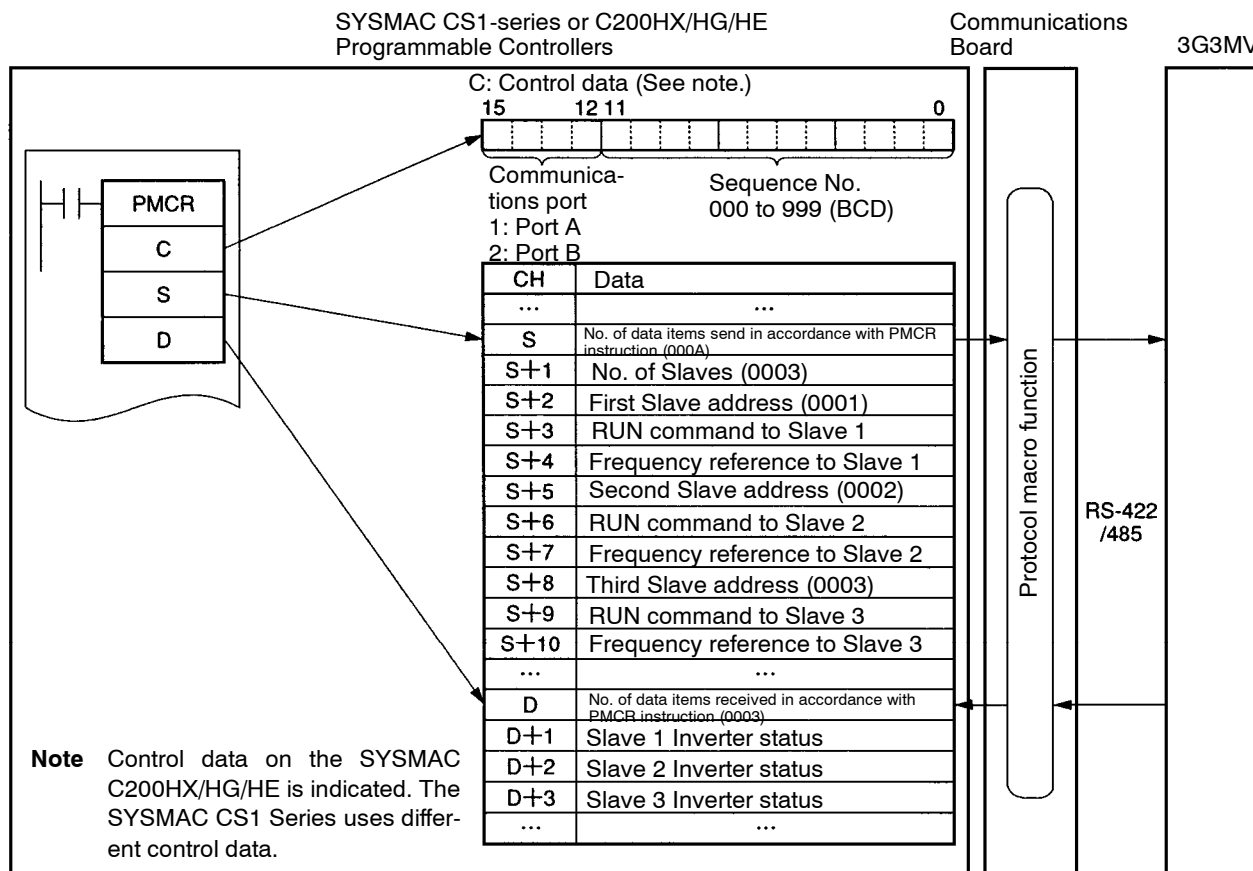 SYSMAC CS1-series or C200HX/HG/HE
Programmable Controllers
Communications
Board
3G3MV
C: Control data (See note.)
15 12 11 0
Communica-
tions port
1: Port A
2: Port B
Sequence No.
000 to 999 (BCD)
PMCR
C
S
D
CH Data
... ...
S No. of data items send in accordance with PMCR
instruction (000A)
S+1 No. of Slaves (0003)
S+2 First Slave address (0001)
S+3 RUN command to Slave 1
S+4 Frequency reference to Slave 1
S+5 Second Slave address (0002)
S+6 RUN command to Slave 2
S+7 Frequency reference to Slave 2
S+8 Third Slave address (0003)
S+9 RUN command to Slave 3
S+10 Frequency reference to Slave 3
... ...
D No. of data items received in accordance with
PMCR instruction (0003)
D+1 Slave 1 Inverter status
D+2 Slave 2 Inverter status
D+3 Slave 3 Inverter status
... ...
Protocol macro function
RS-422
/485
Note Control data on the SYSMAC
C200HX/HG/HE is indicated. The
SYSMAC CS1 Series uses differ-
ent control data.